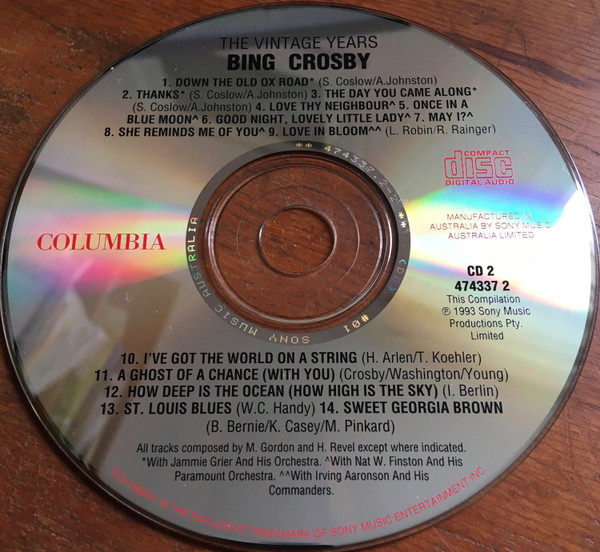 THE VINTAGE YEARS
BING CROSBY
1. DOWN THE OLD OX ROAD* (S. Coslow/A.Johnston)
2. THANKS* (S. Coslow/A.Johnston) 3. THE DAY YOU CAME ALONG*
(S. Coslow/A.Johnston) 4. LOVE THY NEIGHBOUR^ 5. ONCE IN A
BLUE MOON^ 6. GOOD NIGHT, LOVELY LITTLE LADY^ 7. MAY I?^
8. SHE REMINDS ME OF YOU^ 9. LOVE IN BLOOM^^ (L. Robin/R. Rainger)
COMPACT
disc
DIGITAL AUDIO
COLUMBIA
MANUFACTURED IN
AUSTRALIA BY SONY MUSIC
AUSTRALIA LIMITED
CD 2
474337 2
This Compilation
℗ 1993 Sony Music
Productions Pty.
Limited
10. I'VE GOT THE WORLD ON A STRING (H. Arlen/T. Koehler)
11. A GHOST OF A CHANCE (WITH YOU) (Crosby/Washington/Young)
12. HOW DEEP IS THE OCEAN (HOW HIGH IS THE SKY) (I. Berlin)
13. ST. LOUIS BLUES (W.C. Handy) 14. SWEET GEORGIA BROWN
(B. Bernie/K. Casey/M. Pinkard)
All tracks composed by M. Gordon and H. Revel except where indicated.
*With Jammie Grier And His Orchestra. ^With Nat W. Finston And His
Paramount Orchestra. ^^With Irving Aaronson And His
Commanders.
IS THE EXCLUSIVE TRADEMARK OF SONY MUSIC ENTERTAINMENT INC
SONY MUSIC AUSTRALIA ** 474337 2-2 ** #01